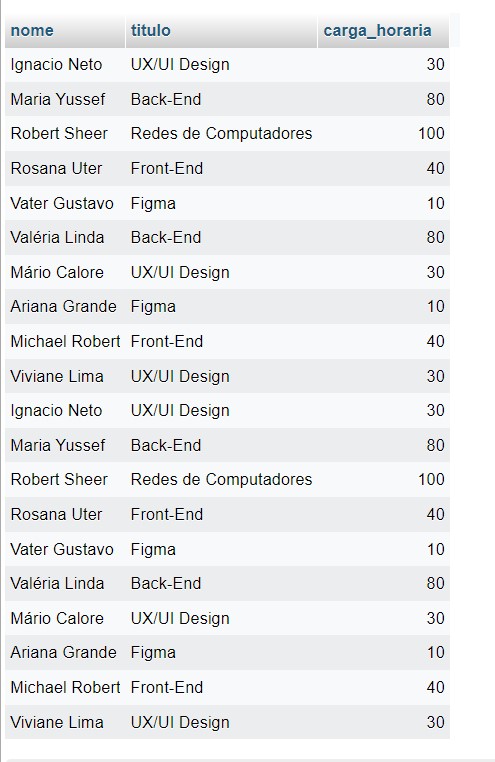 nome titulo carga_horaria
Ignacio Neto UX/UI Design 30
Maria Yussef Back-End 80
Robert Sheer Redes de Computadores 100
Rosana Uter Front-End 40
Vater Gustavo Figma 10
Valéria Linda Back-End 80
Mário Calore UX/UI Design 30
Ariana Grande Figma 10
Michael Robert Front-End 40
Viviane Lima UX/UI Design 30
Ignacio Neto UX/UI Design 30
Maria Yussef Back-End 80
Robert Sheer Redes de Computadores 100
Rosana Uter Front-End 40
Vater Gustavo Figma 10
Valéria Linda Back-End 80
Mário Calore UX/UI Design 30
Ariana Grande Figma 10
Michael Robert Front-End 40
Viviane Lima UX/UI Design 30